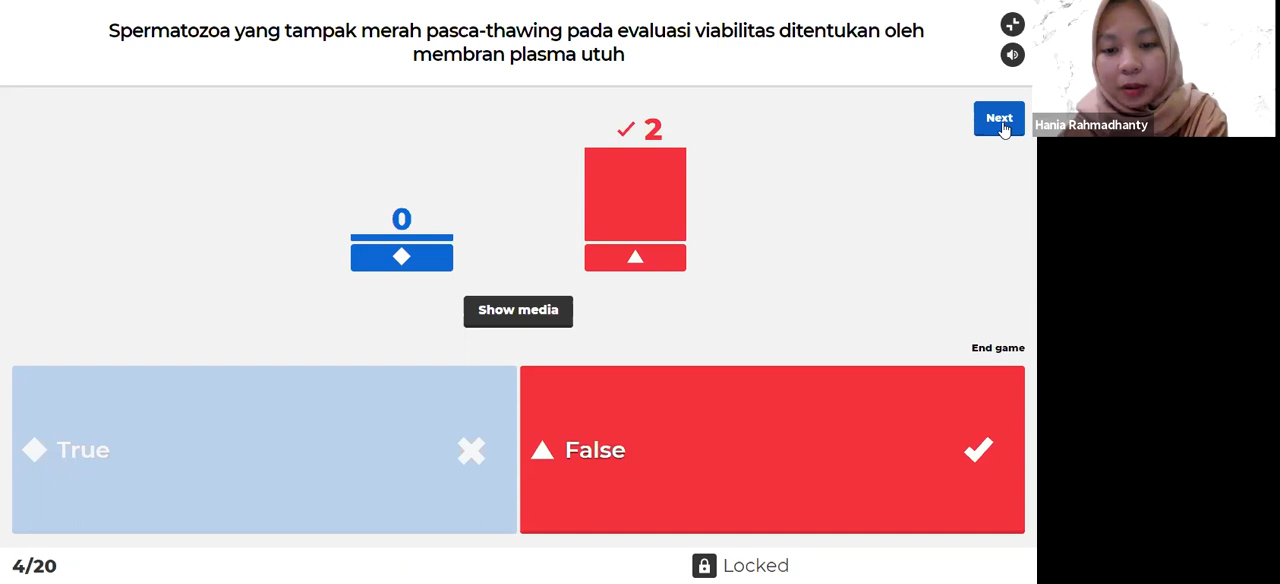 Spermatozoa yang tampak merah pasca-thawing pada evaluasi viabilitas ditentukan oleh
membran plasma utuh
Next
Hania Rahmadhanty
2
0
Show media
End game
True
False
4/20
Locked